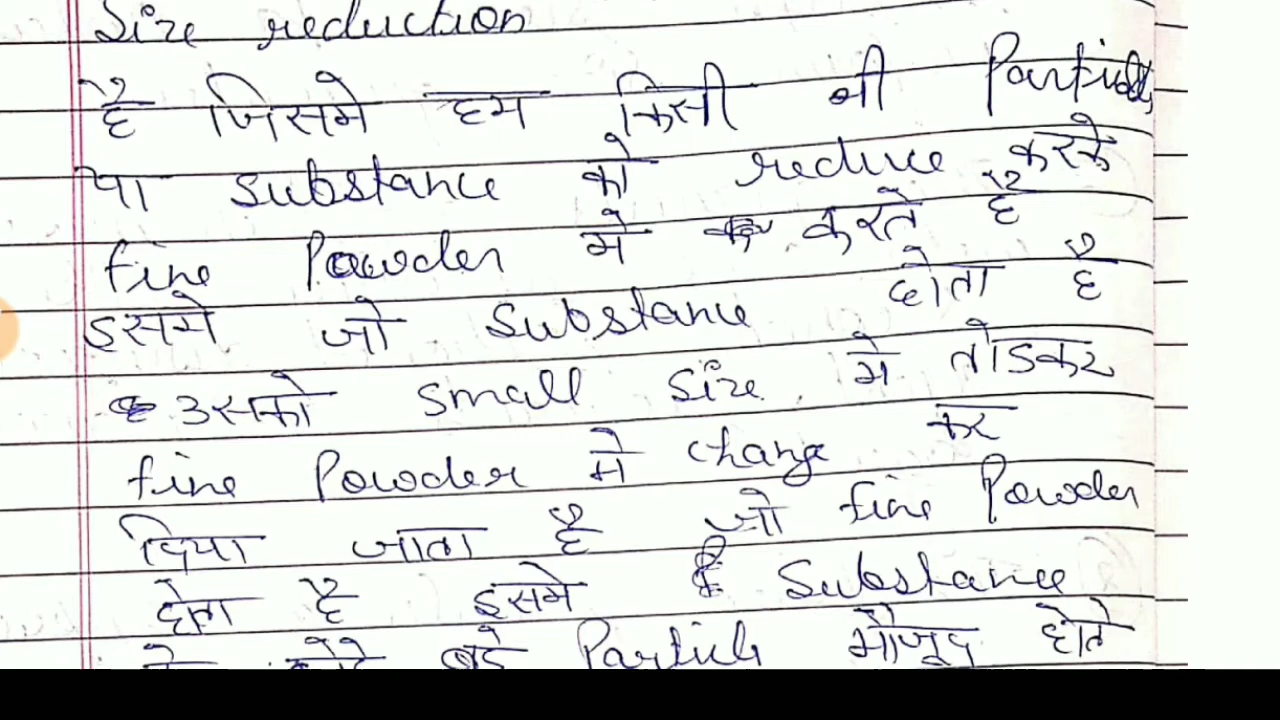 Size reduction
है जिसमे हम किसी भी Particle
या substance को reduce करके
fine Powder मे करते है
इसमे जो substance होता है
उसको small size मे तोडकर
fine Powder मे change कर
दिया जाता है जो fine Powder
होता है इसमे Substance
के छोटे बडे Particle मौजूद होते